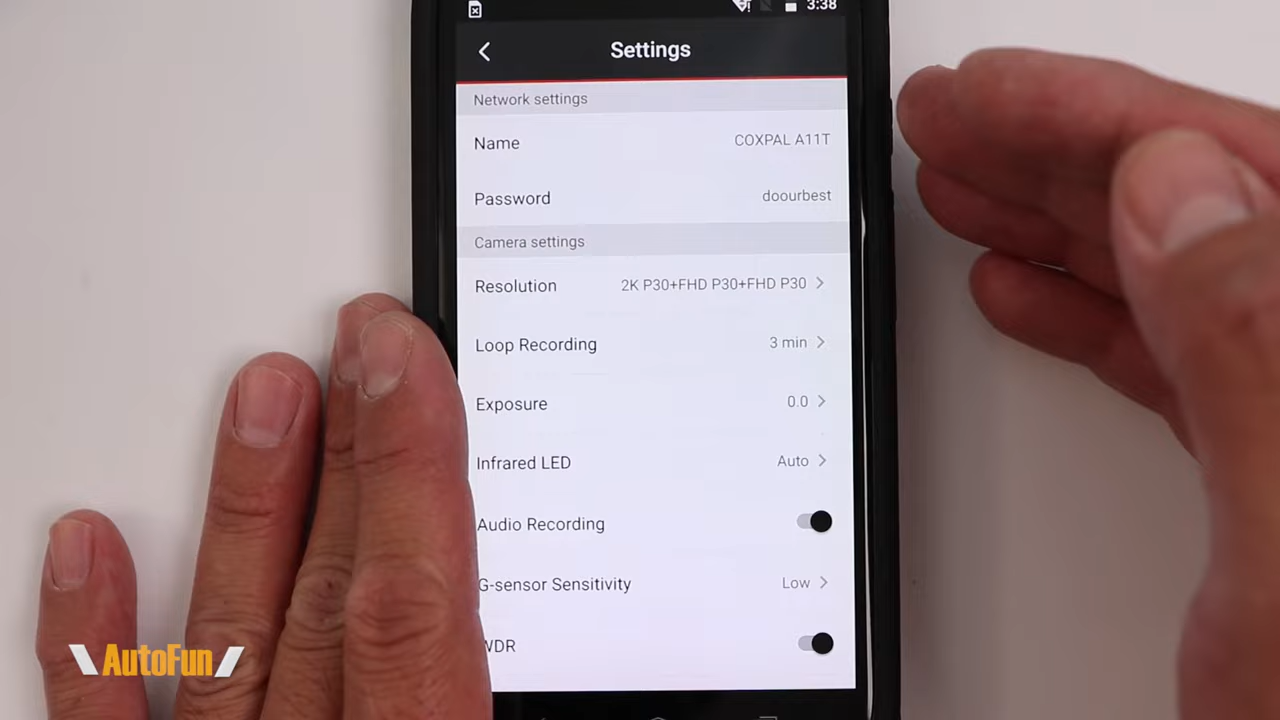 3:38
Settings
Network settings
Name COXPAL A11T
Password doourbest
Camera settings
Resolution 2K P30+FHD P30+FHD P30
Loop Recording 3 min
Exposure 0.0
Infrared LED Auto
Audio Recording
G-sensor Sensitivity Low
WDR
AutoFun